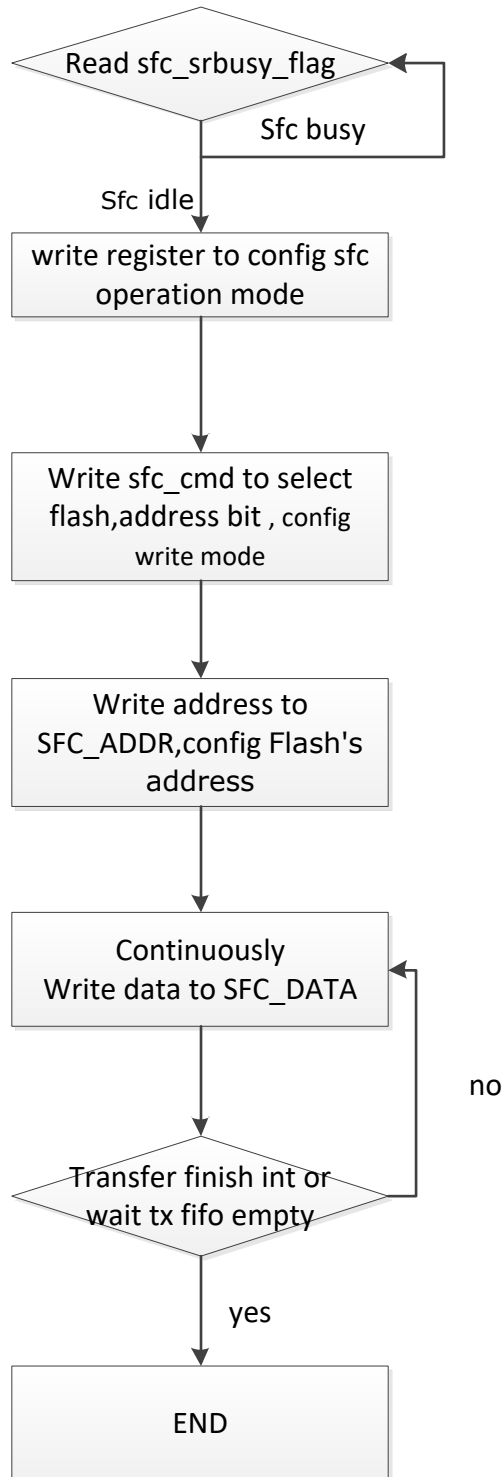 Read sfc_srbusy_flag
Sfc busy
Sfc idle
write register to config sfc
operation mode
Write sfc_cmd to select
flash,address bit , config
write mode
Write address to
SFC_ADDR,config Flash's
address
Continuously
Write data to SFC_DATA
no
Transfer finish int or
wait tx fifo empty
yes
END